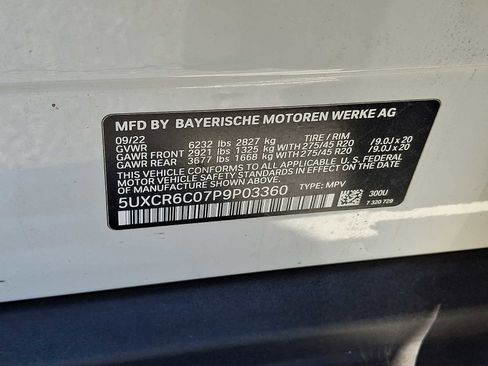 MFD BY BAYERISCHE MOTOREN WERKE AG
09/22 TIRE / RIM
GVWR 6232 lbs 2827 kg
GAWR FRONT 2921 lbs 1325 kg WITH 275/45 R20 /9.0J x 20
GAWR REAR 3677 lbs 1668 kg WITH 275/45 R20 /9.0J x 20
THIS VEHICLE CONFORMS TO ALL APPLICABLE U.S. FEDERAL
MOTOR VEHICLE SAFETY STANDARDS IN EFFECT ON THE
DATE OF MANUFACTURE SHOWN ABOVE.
5UXCR6C07P9P03360 TYPE: MPV
300U
7 320 729